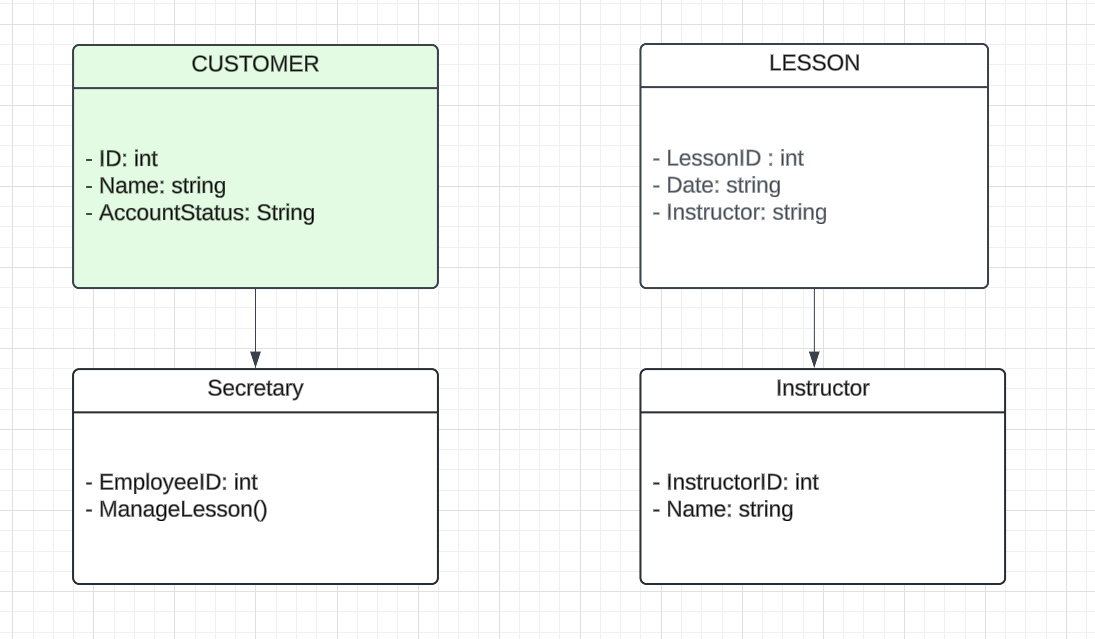 CUSTOMER
- ID: int
- Name: string
- AccountStatus: String
LESSON
- LessonID : int
- Date: string
- Instructor: string
Secretary
- EmployeeID: int
- ManageLesson()
Instructor
- InstructorID: int
- Name: string